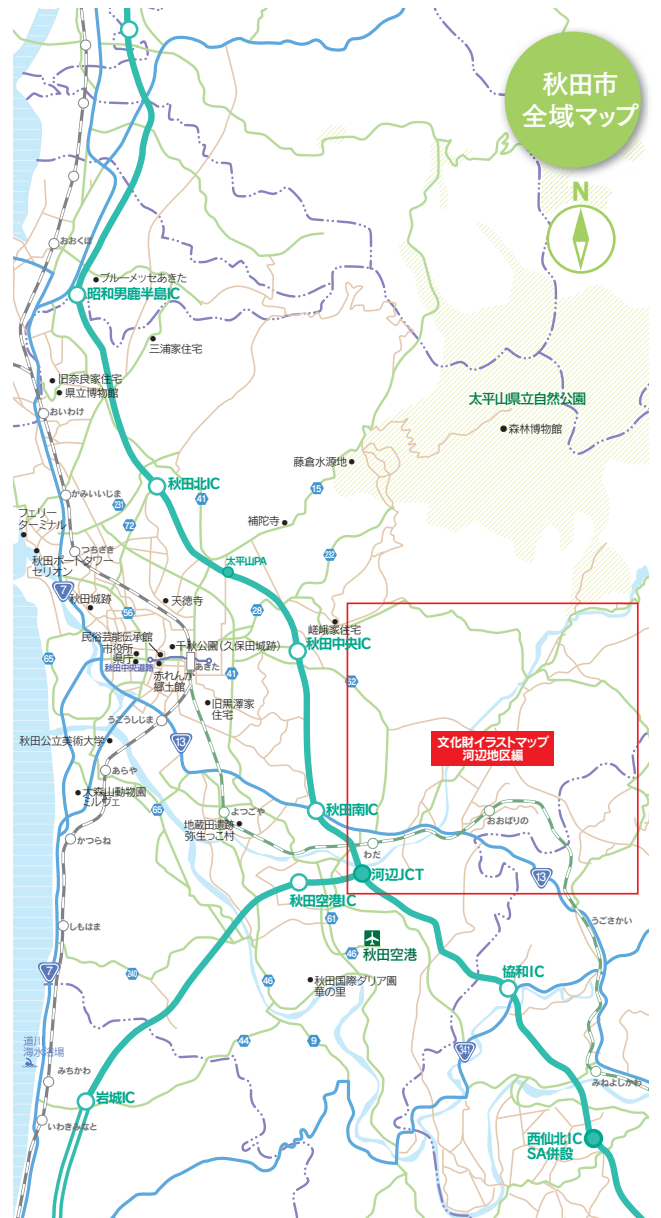 秋田市
全域マップ
N
おおくぼ
ブルーメッセあきた
昭和男鹿半島IC
三浦家住宅
旧奈良家住宅
県立博物館
おいわけ
太平山県立自然公園
森林博物館
藤倉水源地
秋田北IC
かみいいじま
41
15
231
フェリー
ターミナル
72
補陀寺
つちざき
秋田ポートタワー
セリオン
232
太平山PA
7
天徳寺
秋田城跡
56
28
嵯峨家住宅
民俗芸能伝承館
市役所
千秋公園(久保田城跡)
秋田中央IC
県庁
秋田中央道路
65
あきた
赤れんが
郷土館
41
52
旧黒澤家
住宅
うごうしじま
秋田公立美術大学
13
文化財イラストマップ
河辺地区編
あらや
大森山動物園
ミルヴェ
65
よつごや
秋田南IC
おおばりの
地蔵田遺跡
弥生っこ村
かつらね
わだ
河辺JCT
13
秋田空港IC
61
うごさかい
しもはま
秋田空港
46
7
240
46
秋田国際ダリア園
華の里
協和IC
道川
海水浴場
44
9
341
みちかわ
みねよしかわ
岩城IC
いわきみなと
西仙北IC
SA併設